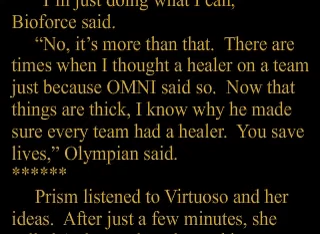 "I'm just doing what I can,"
Bioforce said.
"No, it's more than that.  There are
times when I thought a healer on a team
just because OMNI said so.  Now that
things are thick, I know why he made
sure every team had a healer.  You save
lives," Olympian said.
******
Prism listened to Virtuoso and her
ideas.  After just a few minutes, she